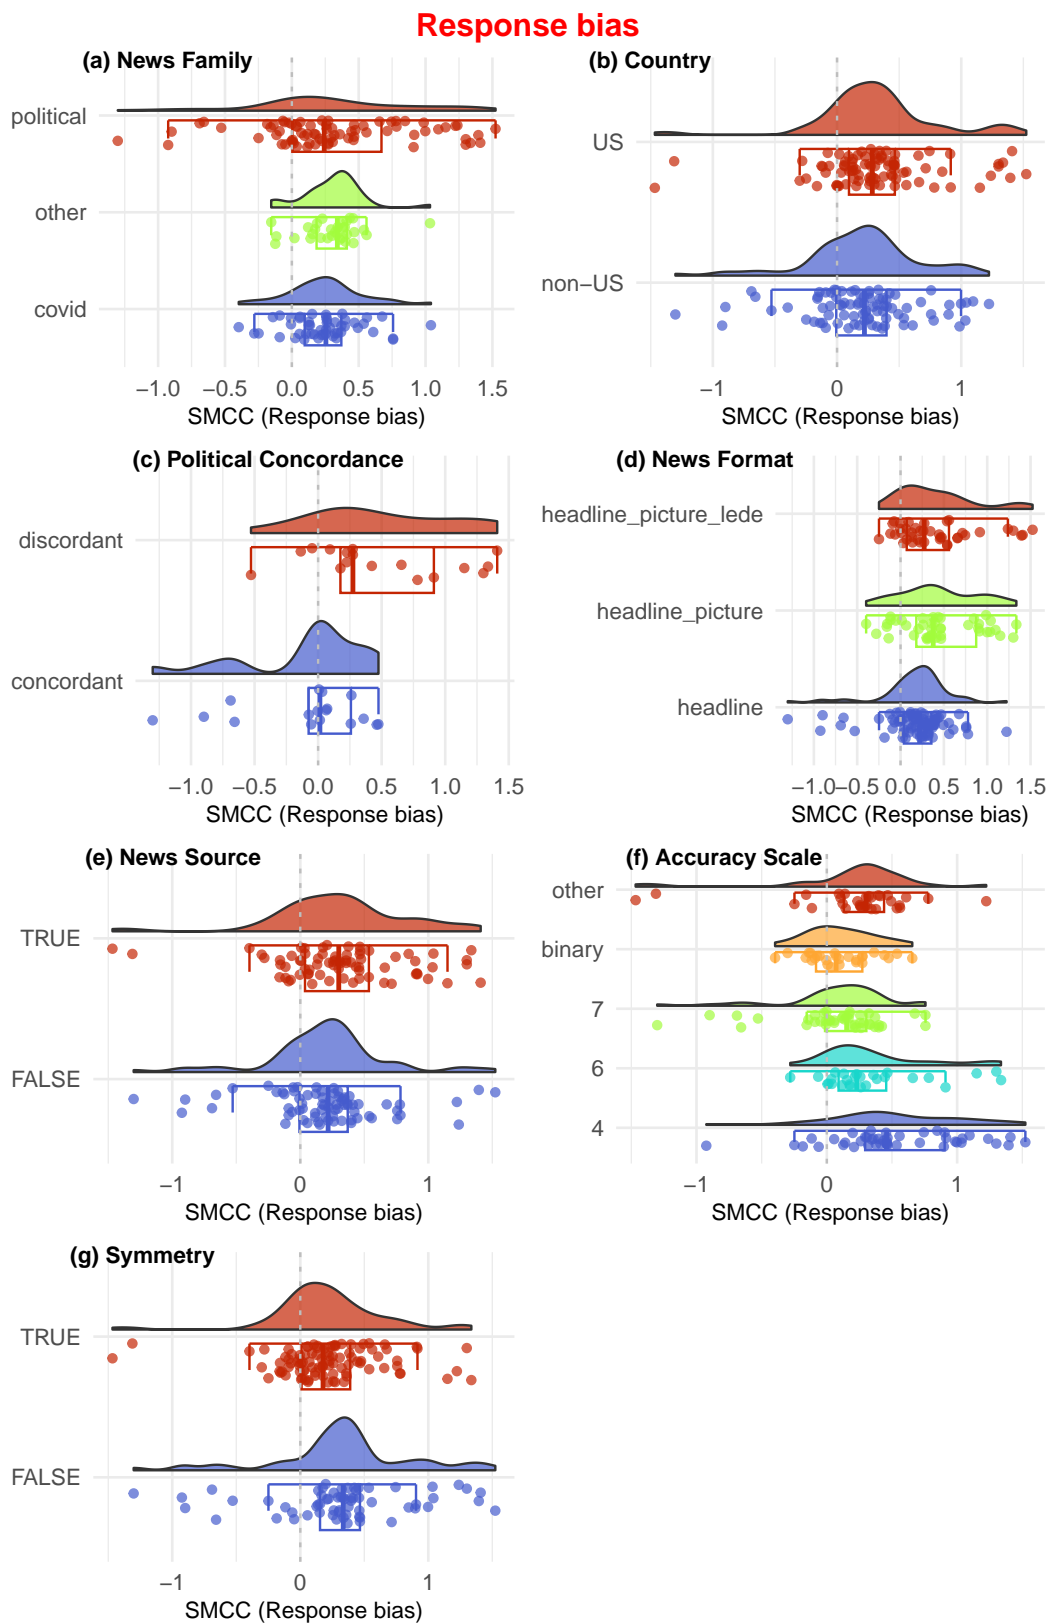 Response bias
(a) News Family
political
other
covid
−1.0 −0.5 0.0 0.5 1.0 1.5
SMCC (Response bias)
(b) Country
US
non−US
−1 0 1
SMCC (Response bias)
(c) Political Concordance
discordant
concordant
−1.0 −0.5 0.0 0.5 1.0 1.5
SMCC (Response bias)
(d) News Format
headline_picture_lede
headline_picture
headline
−1.0 −0.5 0.0 0.5 1.0 1.5
SMCC (Response bias)
(e) News Source
TRUE
FALSE
−1 0 1
SMCC (Response bias)
(f) Accuracy Scale
other
binary
7
6
4
−1 0 1
SMCC (Response bias)
(g) Symmetry
TRUE
FALSE
−1 0 1
SMCC (Response bias)